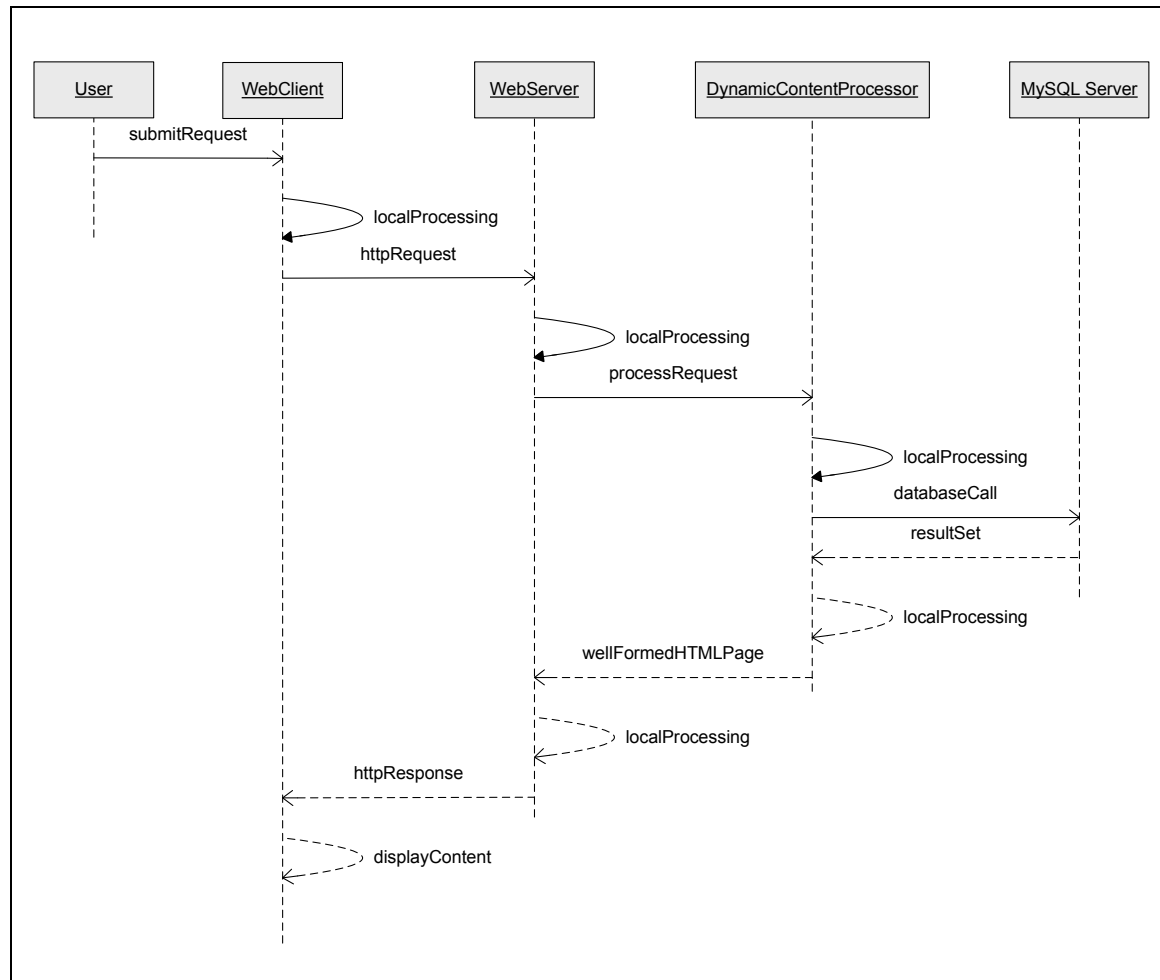 User
WebClient
WebServer
DynamicContentProcessor
MySQL Server
submitRequest
localProcessing
httpRequest
localProcessing
processRequest
localProcessing
databaseCall
resultSet
localProcessing
wellFormedHTMLPage
localProcessing
httpResponse
displayContent